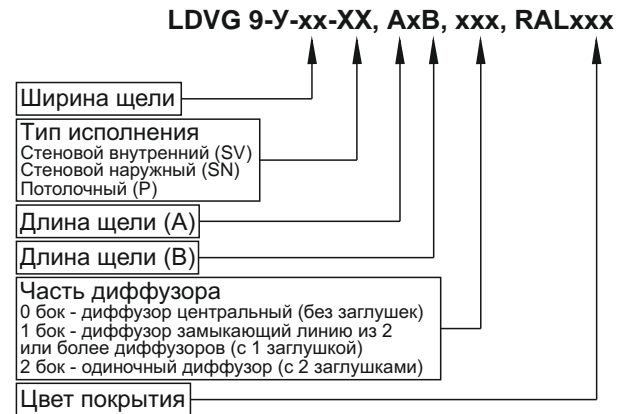 LDVG 9-У-xx-XX, AxB, xxx, RALxxx
Ширина щели
Тип исполнения
Стеновой внутренний (SV)
Стеновой наружный (SN)
Потолочный (P)
Длина щели (A)
Длина щели (B)
Часть диффузора
0 бок - диффузор центральный (без заглушек)
1 бок - диффузор замыкающий линию из 2
или более диффузоров (с 1 заглушкой)
2 бок - одиночный диффузор (с 2 заглушками)
Цвет покрытия